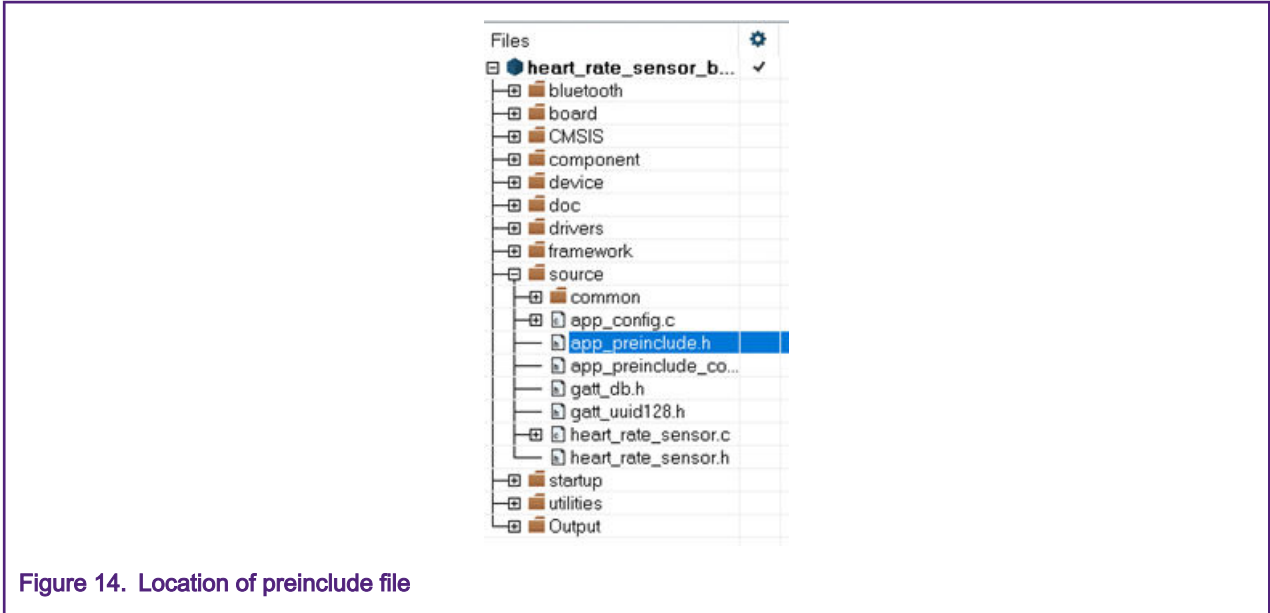 Files
heart_rate_sensor_b...
bluetooth
board
CMSIS
component
device
doc
drivers
framework
source
common
app_config.c
app_preinclude.h
app_preinclude_co...
gatt_db.h
gatt_uuid128.h
heart_rate_sensor.c
heart_rate_sensor.h
startup
utilities
Output
Figure 14. Location of preinclude file